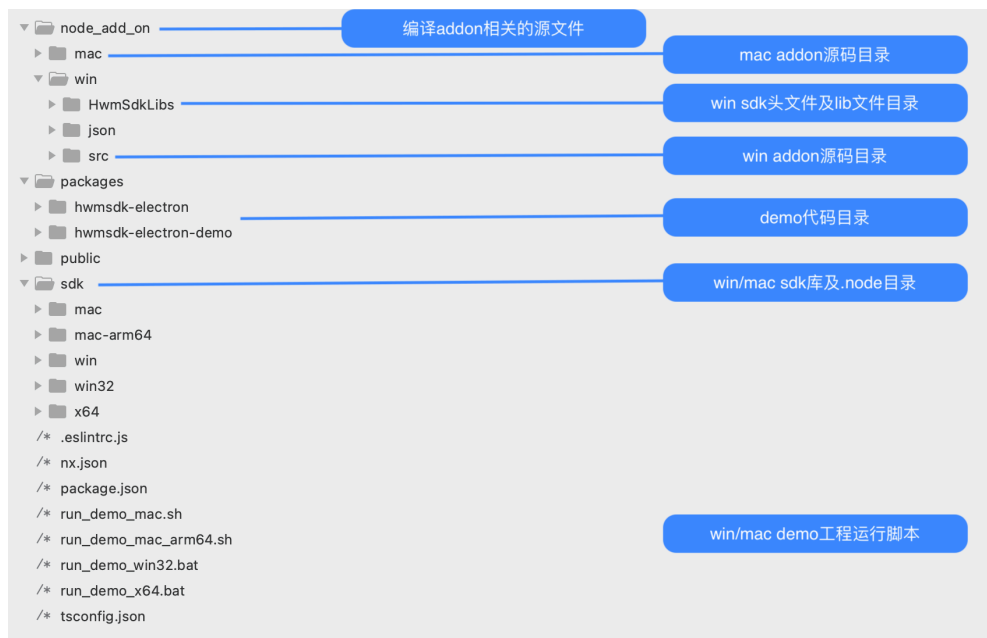 node_add_on
编译addon相关的源文件
mac
mac addon源码目录
win
HwmSdkLibs
win sdk头文件及lib文件目录
json
src
win addon源码目录
packages
hwmsdk-electron
demo代码目录
hwmsdk-electron-demo
public
sdk
win/mac sdk库及.node目录
mac
mac-arm64
win
win32
x64
/* .eslintrc.js
/* nx.json
/* package.json
/* run_demo_mac.sh
win/mac demo工程运行脚本
/* run_demo_mac_arm64.sh
/* run_demo_win32.bat
/* run_demo_x64.bat
/* tsconfig.json